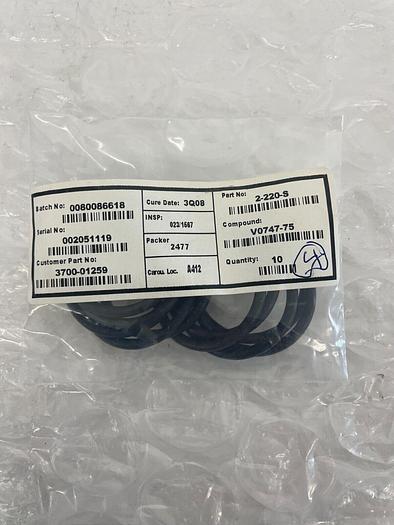 Batch No: 0080086618
Serial No:
002051119
Customer Part No:
3700-01259
Cure Date: 3Q08
INSP:
023/1567
Packer
2477
Carou. Loc. A412
Part No: 2-220-S
Compound:
V0747-75
Quantity: 10